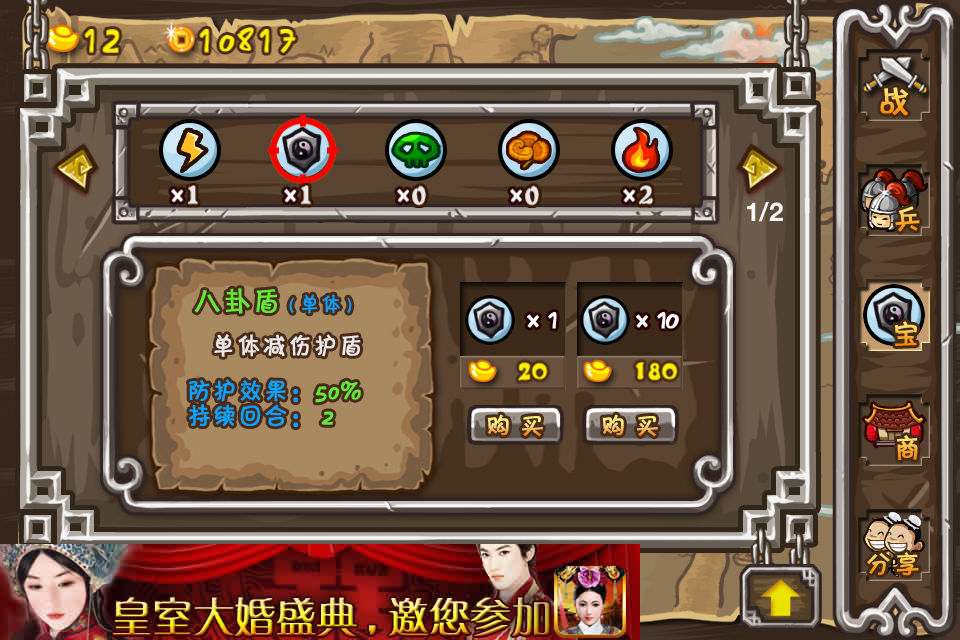 12
10817
×1
×1
×0
×0
×2
1/2
八卦盾(单体)
单体减伤护盾
防护效果: 50%
持续回合: 2
×1
×10
20
180
购买
购买
战
兵
宝
商
分享
皇室大婚盛典,邀您参加